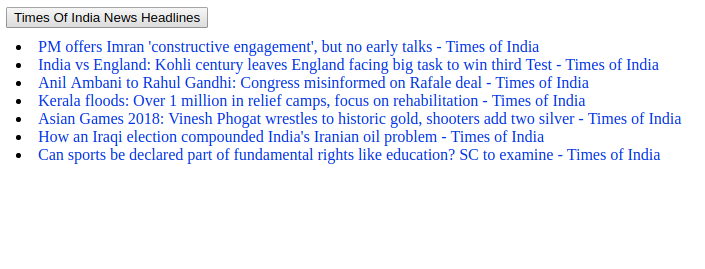 Times Of India News Headlines
PM offers Imran 'constructive engagement', but no early talks - Times of India
India vs England: Kohli century leaves England facing big task to win third Test - Times of India
Anil Ambani to Rahul Gandhi: Congress misinformed on Rafale deal - Times of India
Kerala floods: Over 1 million in relief camps, focus on rehabilitation - Times of India
Asian Games 2018: Vinesh Phogat wrestles to historic gold, shooters add two silver - Times of India
How an Iraqi election compounded India's Iranian oil problem - Times of India
Can sports be declared part of fundamental rights like education? SC to examine - Times of India